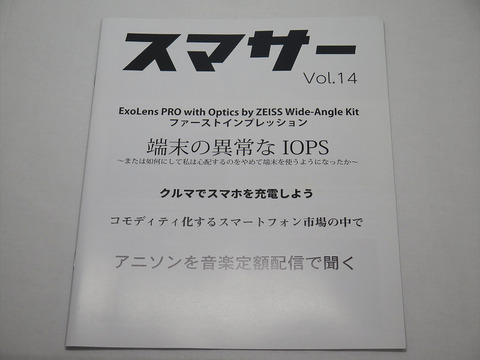 スマサー
Vol.14
ExoLens PRO with Optics by ZEISS Wide-Angle Kit
ファーストインプレッション
端末の異常な IOPS
～または如何にして私は心配するのをやめて端末を使うようになったか～
クルマでスマホを充電しよう
コモディティ化するスマートフォン市場の中で
アニソンを音楽定額配信で聞く